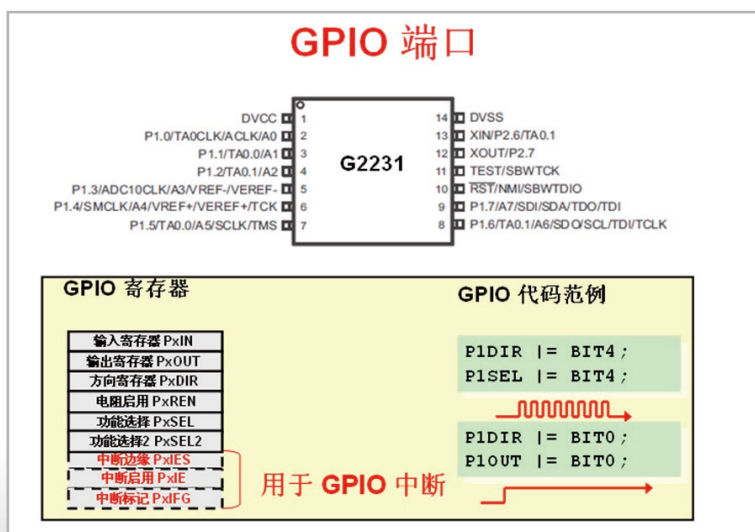 GPIO 端口
DVCC 1
P1.0/TA0CLK/ACLK/A0 2
P1.1/TA0.0/A1 3
P1.2/TA0.1/A2 4
P1.3/ADC10CLK/A3/VREF-/VEREF- 5
P1.4/SMCLK/A4/VREF+/VEREF+/TCK 6
P1.5/TA0.0/A5/SCLK/TMS 7
G2231
14 DVSS
13 XIN/P2.6/TA0.1
12 XOUT/P2.7
11 TEST/SBWTCK
10 RST/NMI/SBWTDIO
9 P1.7/A7/SDI/SDA/TDO/TDI
8 P1.6/TA0.1/A6/SDO/SCL/TDI/TCLK
GPIO 寄存器
输入寄存器 PxIN
输出寄存器 PxOUT
方向寄存器 PxDIR
电阻启用 PxREN
功能选择 PxSEL
功能选择2 PxSEL2
中断边缘 PxIES
中断启用 PxIE
中断标记 PxIFG
用于 GPIO 中断
GPIO 代码范例
P1DIR |= BIT4;
P1SEL |= BIT4;
P1DIR |= BIT0;
P1OUT |= BIT0;